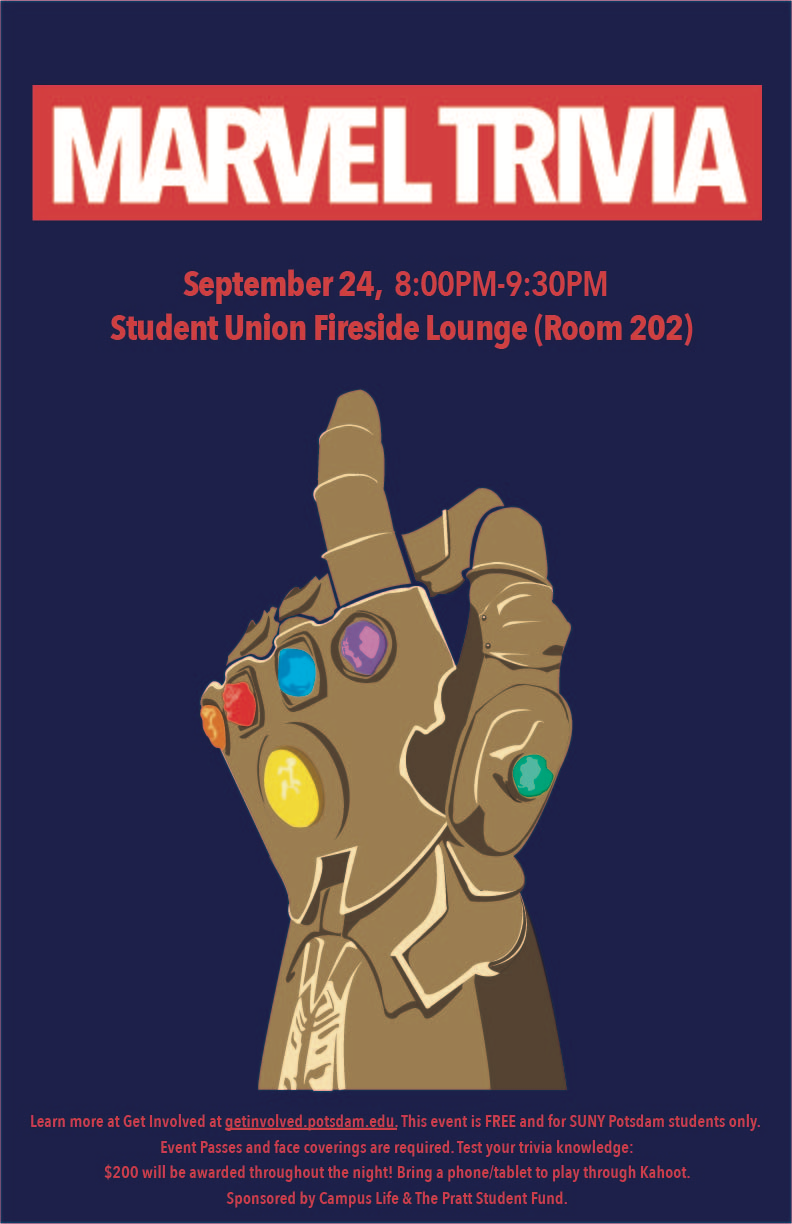 MARVEL TRIVIA
September 24, 8:00PM-9:30PM
Student Union Fireside Lounge (Room 202)
Learn more at Get Involved at getinvolved.potsdam.edu. This event is FREE and for SUNY Potsdam students only.
Event Passes and face coverings are required. Test your trivia knowledge:
$200 will be awarded throughout the night! Bring a phone/tablet to play through Kahoot.
Sponsored by Campus Life & The Pratt Student Fund.